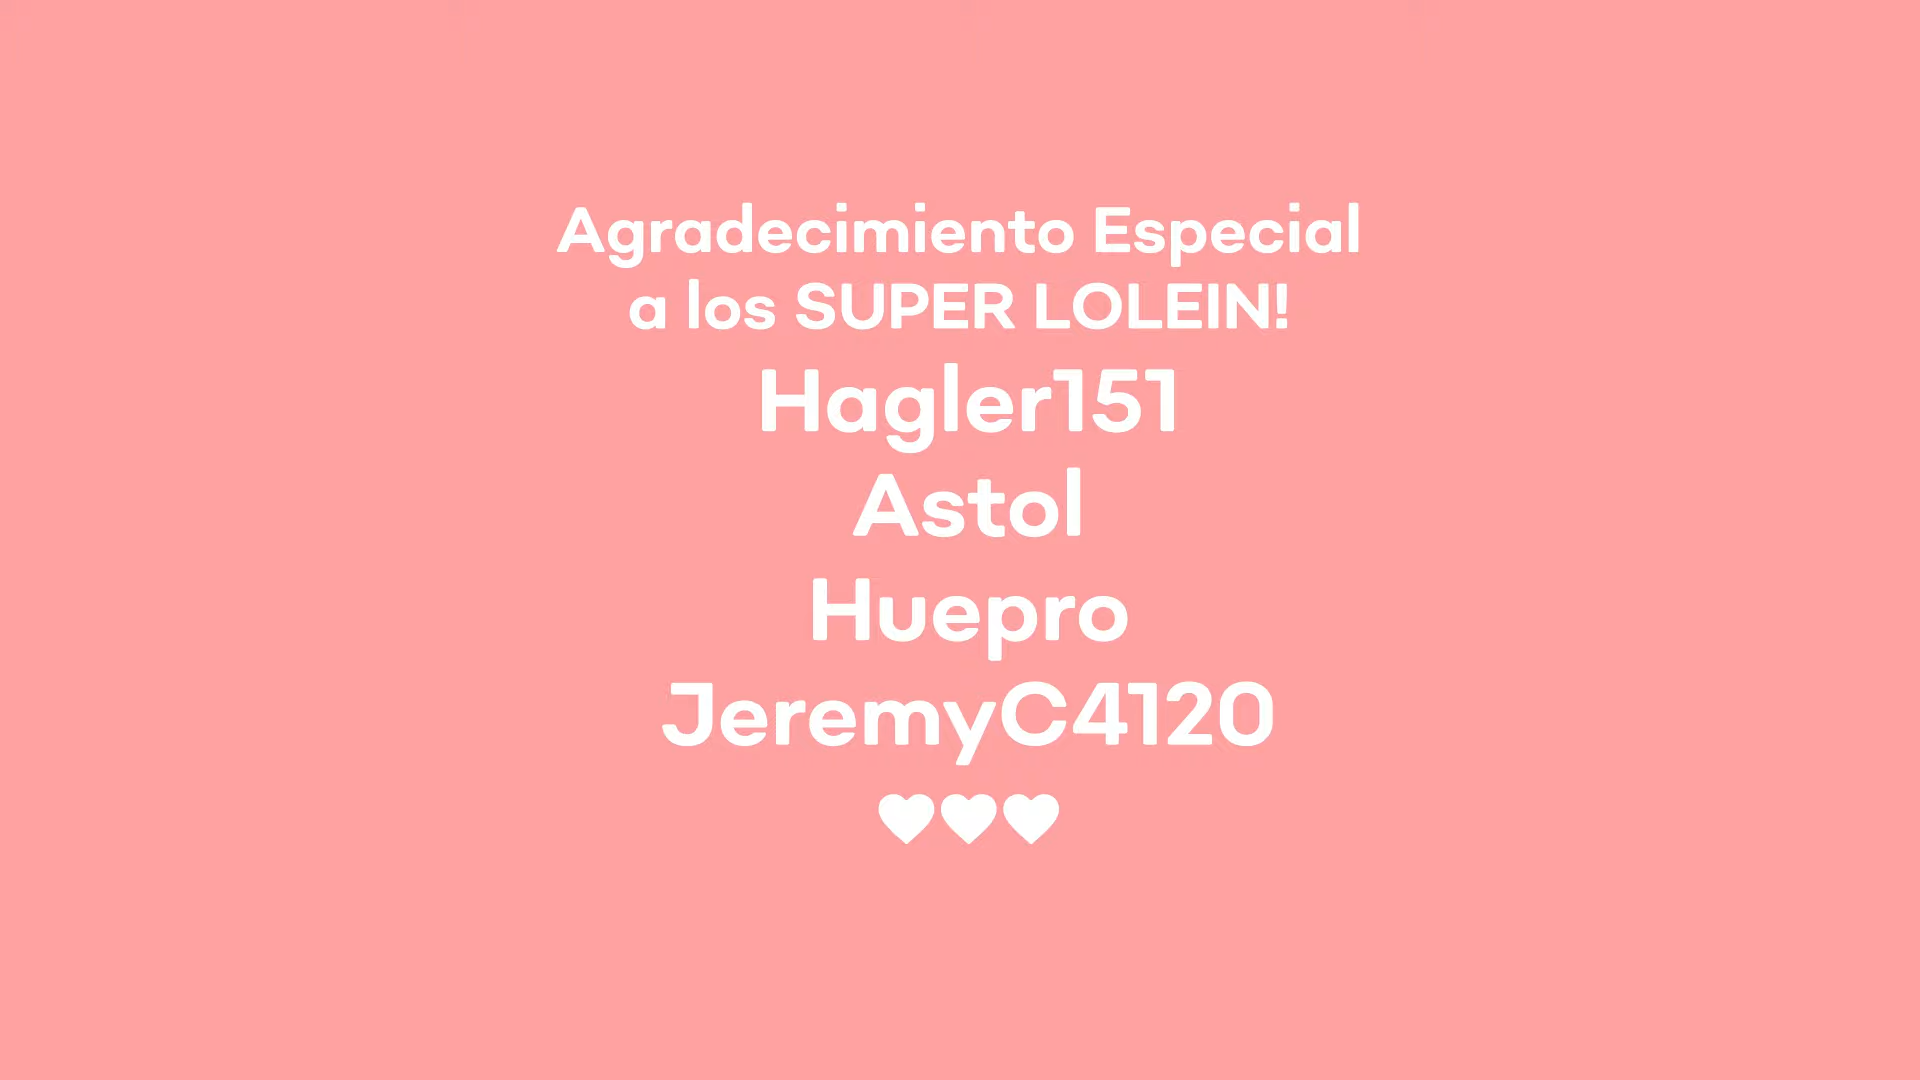 Agradecimiento Especial
a los SUPER LOLEIN!
Hagler151
Astol
Huepro
JeremyC4120
♥♥♥